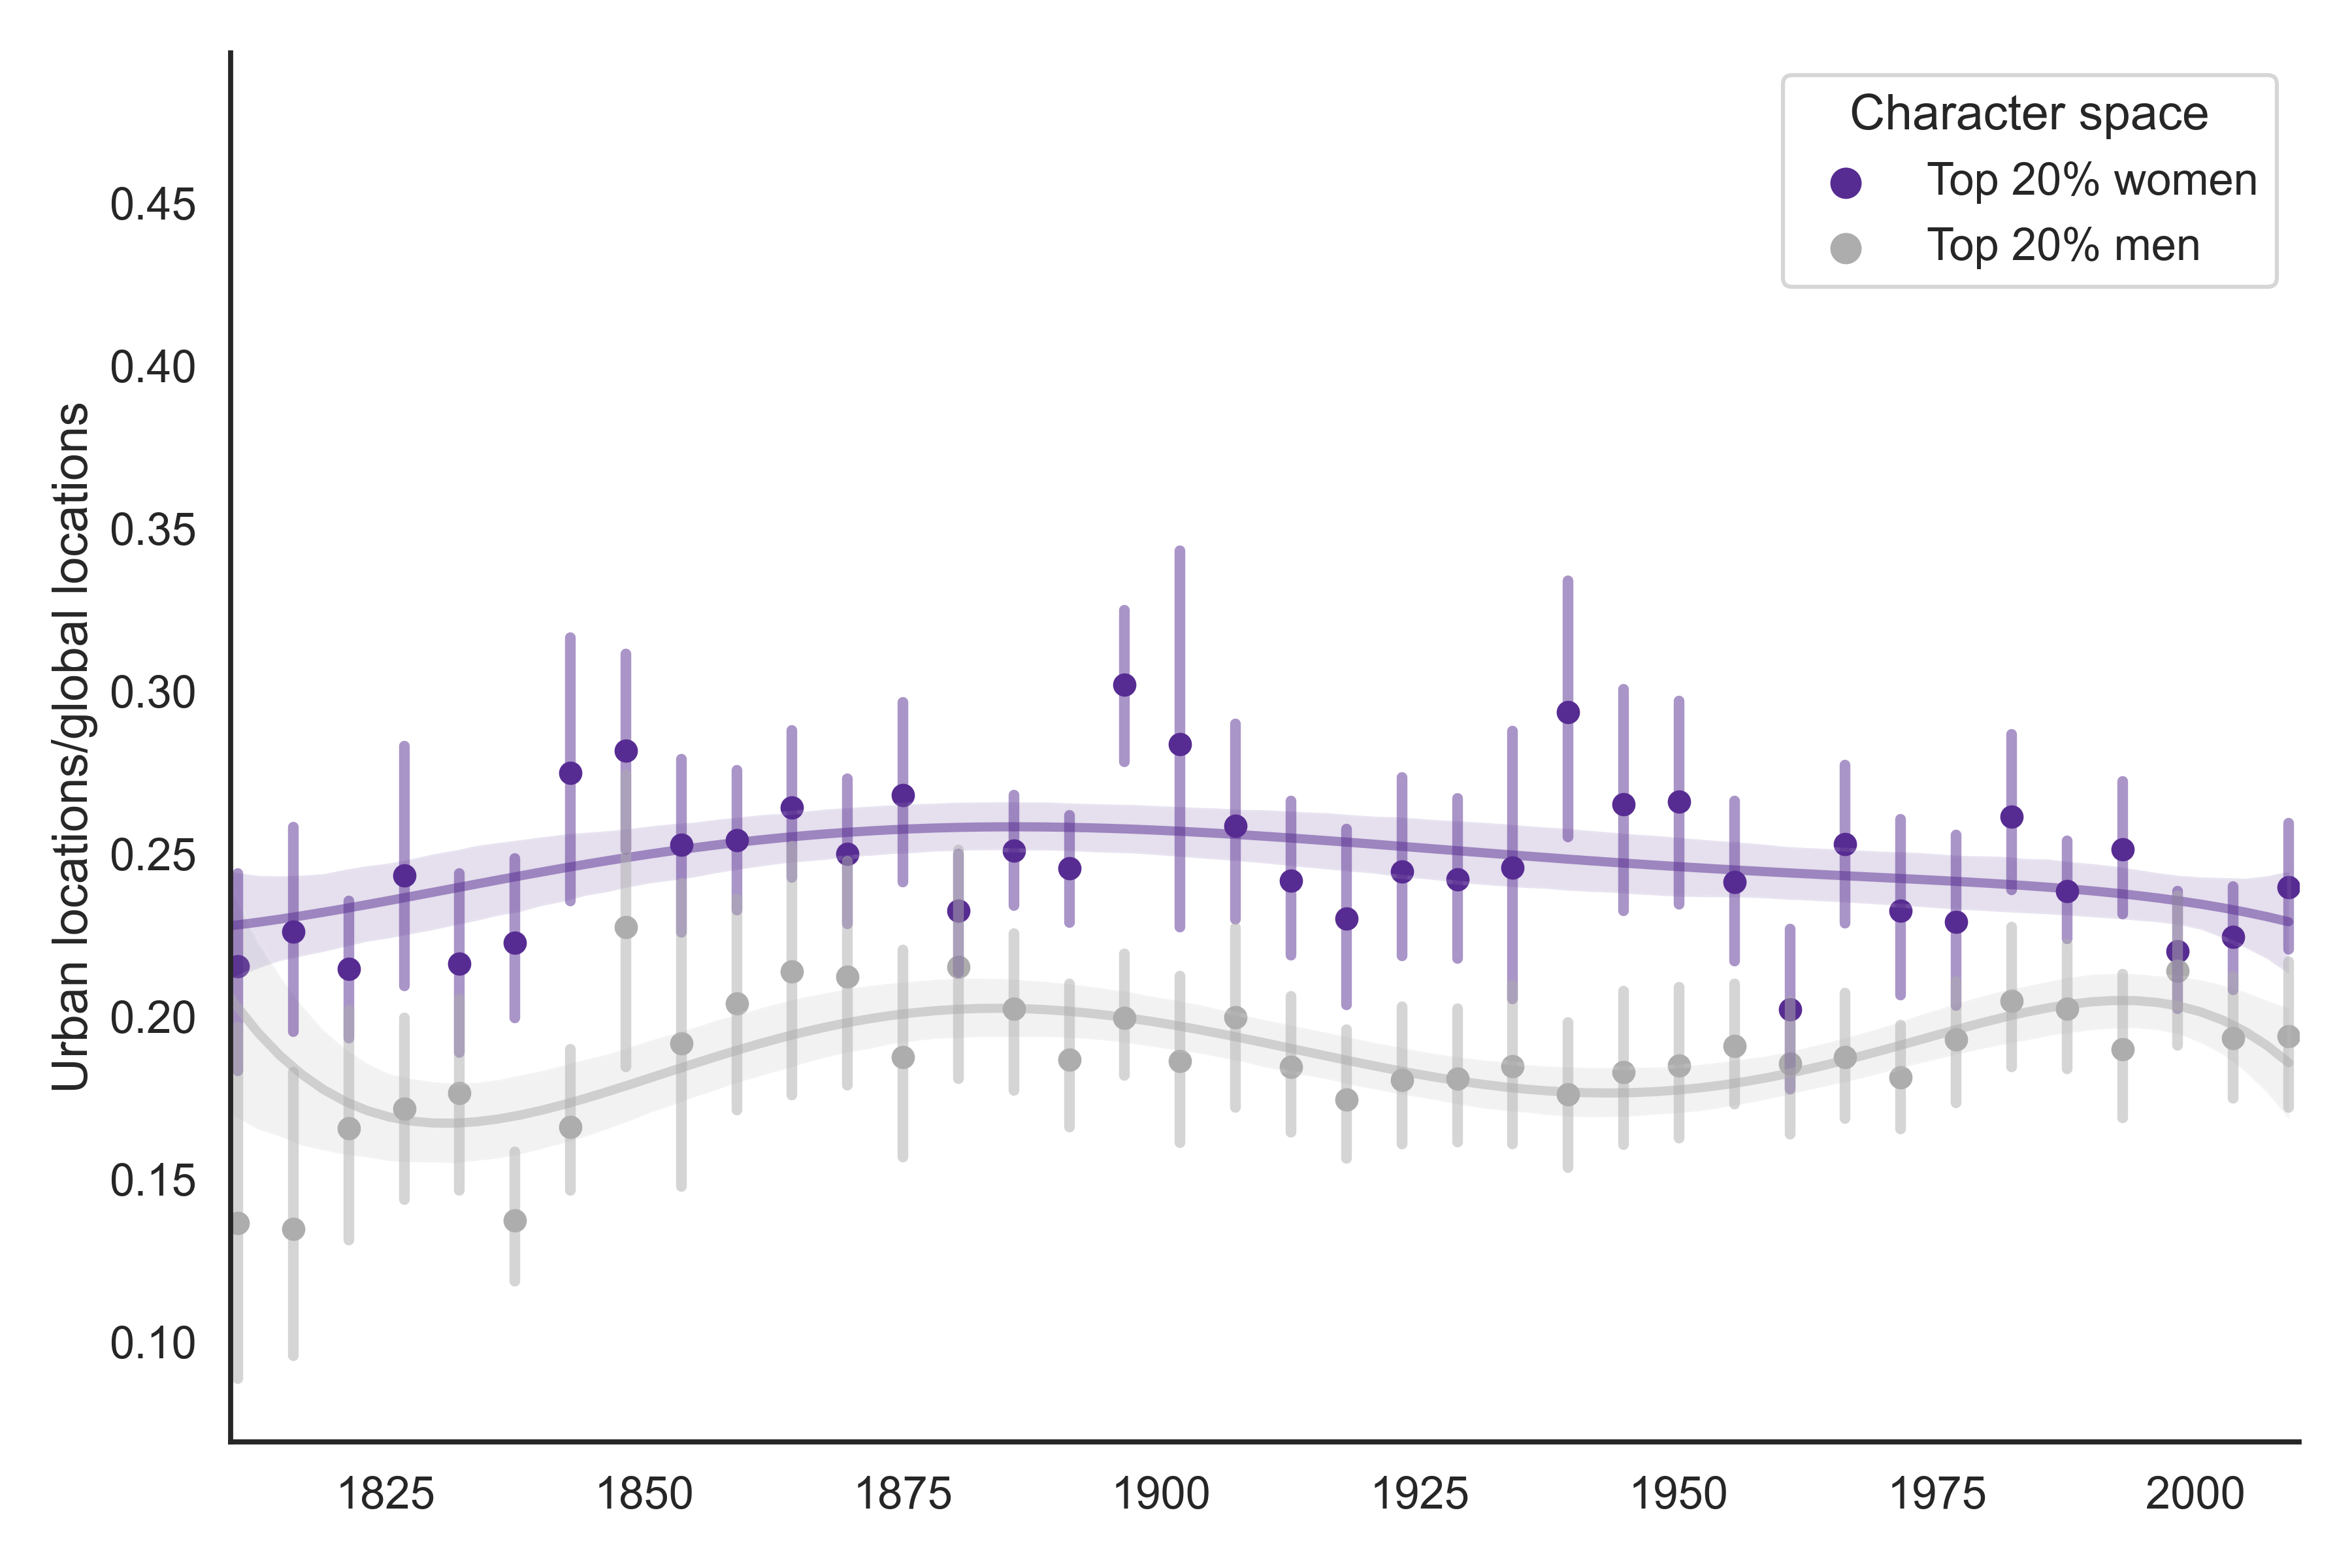 Character space
Top 20% women
Top 20% men
Urban locations/global locations
0.45
0.40
0.35
0.30
0.25
0.20
0.15
0.10
1825 1850 1875 1900 1925 1950 1975 2000